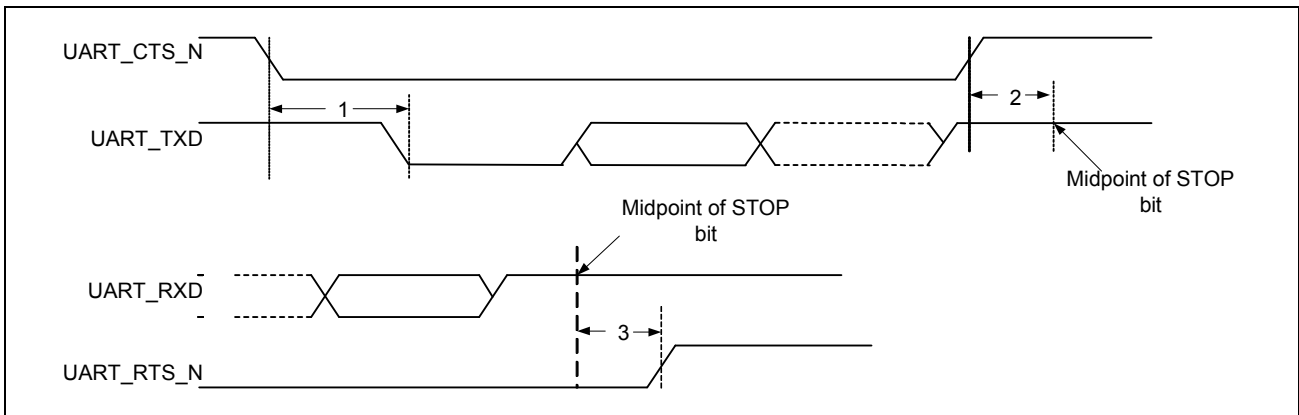 UART_CTS_N
1
2
UART_TXD
Midpoint of STOP
bit
Midpoint of STOP
bit
UART_RXD
3
UART_RTS_N